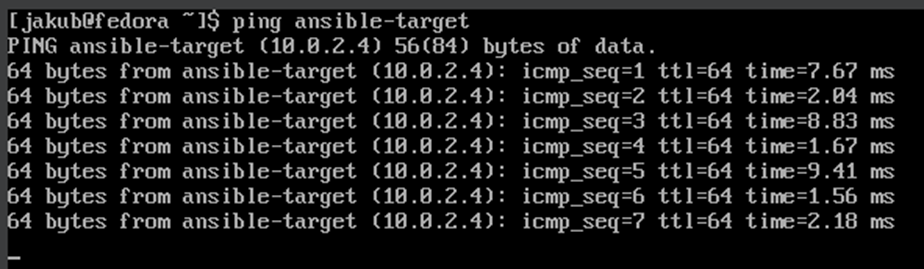 [jakub@fedora ~]$ ping ansible-target
PING ansible-target (10.0.2.4) 56(84) bytes of data.
64 bytes from ansible-target (10.0.2.4): icmp_seq=1 ttl=64 time=7.67 ms
64 bytes from ansible-target (10.0.2.4): icmp_seq=2 ttl=64 time=2.04 ms
64 bytes from ansible-target (10.0.2.4): icmp_seq=3 ttl=64 time=8.83 ms
64 bytes from ansible-target (10.0.2.4): icmp_seq=4 ttl=64 time=1.67 ms
64 bytes from ansible-target (10.0.2.4): icmp_seq=5 ttl=64 time=9.41 ms
64 bytes from ansible-target (10.0.2.4): icmp_seq=6 ttl=64 time=1.56 ms
64 bytes from ansible-target (10.0.2.4): icmp_seq=7 ttl=64 time=2.18 ms